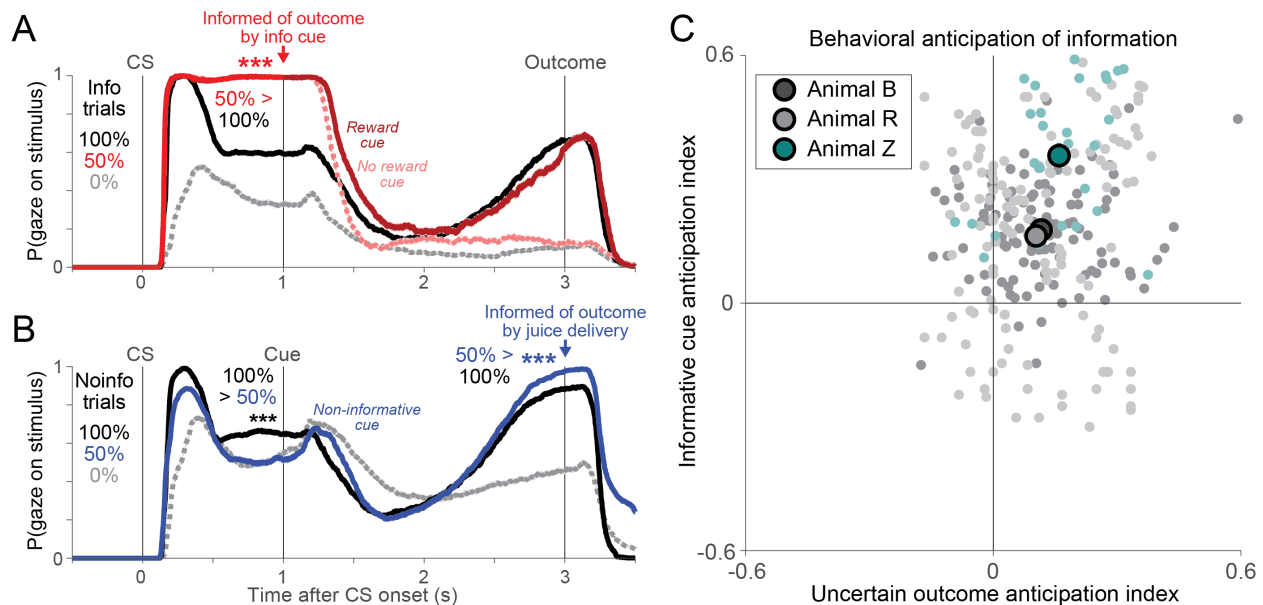 A
Informed of outcome
by info cue
CS
***
Outcome
1
Info
trials
100%
50%
0%
50% >
100%
Reward
cue
No reward
cue
P(gaze on stimulus)
0
0
1
2
3
B
Informed of outcome
by juice delivery
CS
Cue
50% >
100%
***
1
Noinfo
trials
100%
50%
0%
100%
> 50%
***
Non-informative
cue
P(gaze on stimulus)
0
0
1
2
3
Time after CS onset (s)
C
Behavioral anticipation of information
0.6
Animal B
Animal R
Animal Z
Informative cue anticipation index
0
-0.6
-0.6
0
0.6
Uncertain outcome anticipation index